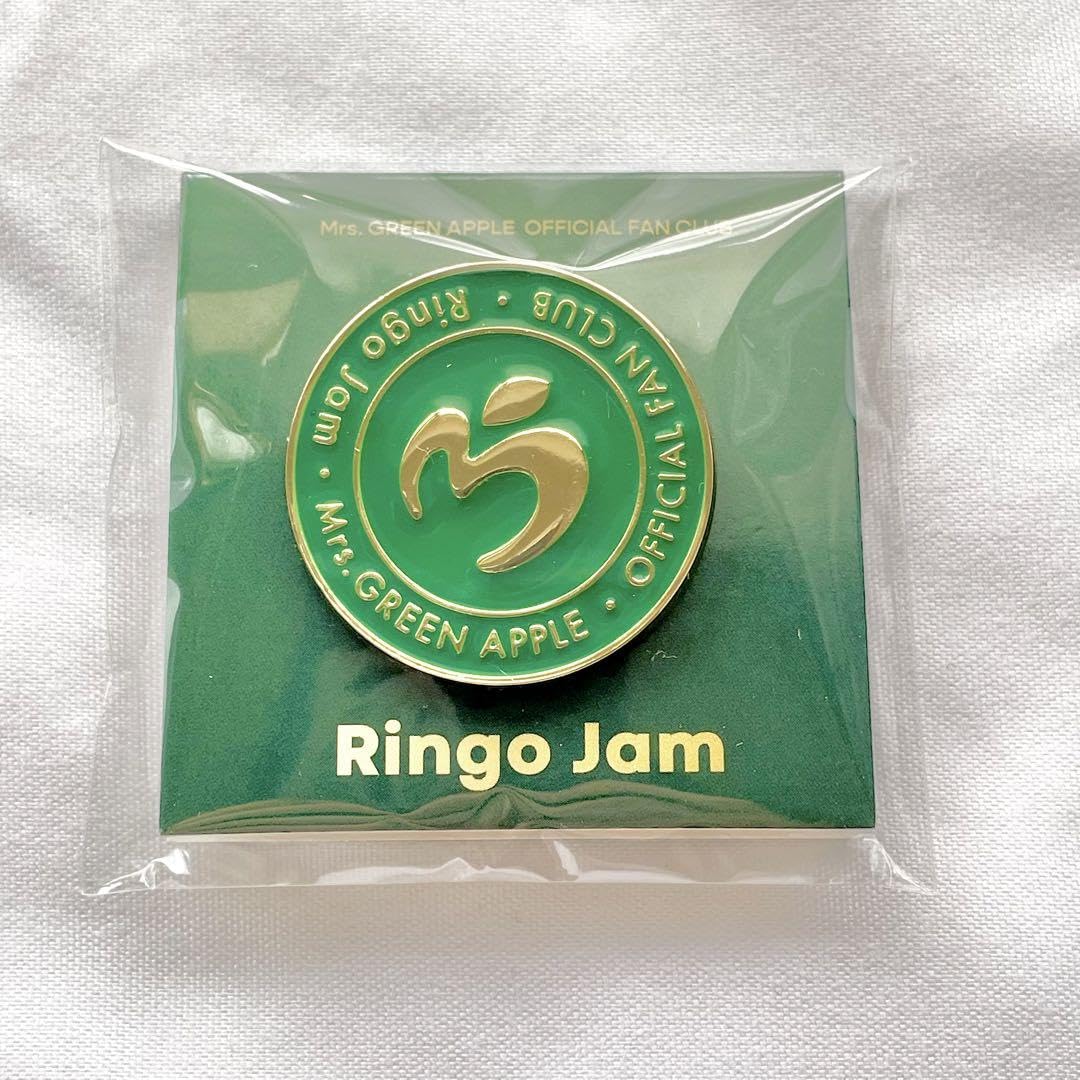 Mrs. GREEN APPLE OFFICIAL FAN CLUB
Ringo Jam • Mrs. GREEN APPLE • OFFICIAL FAN CLUB •
Ringo Jam